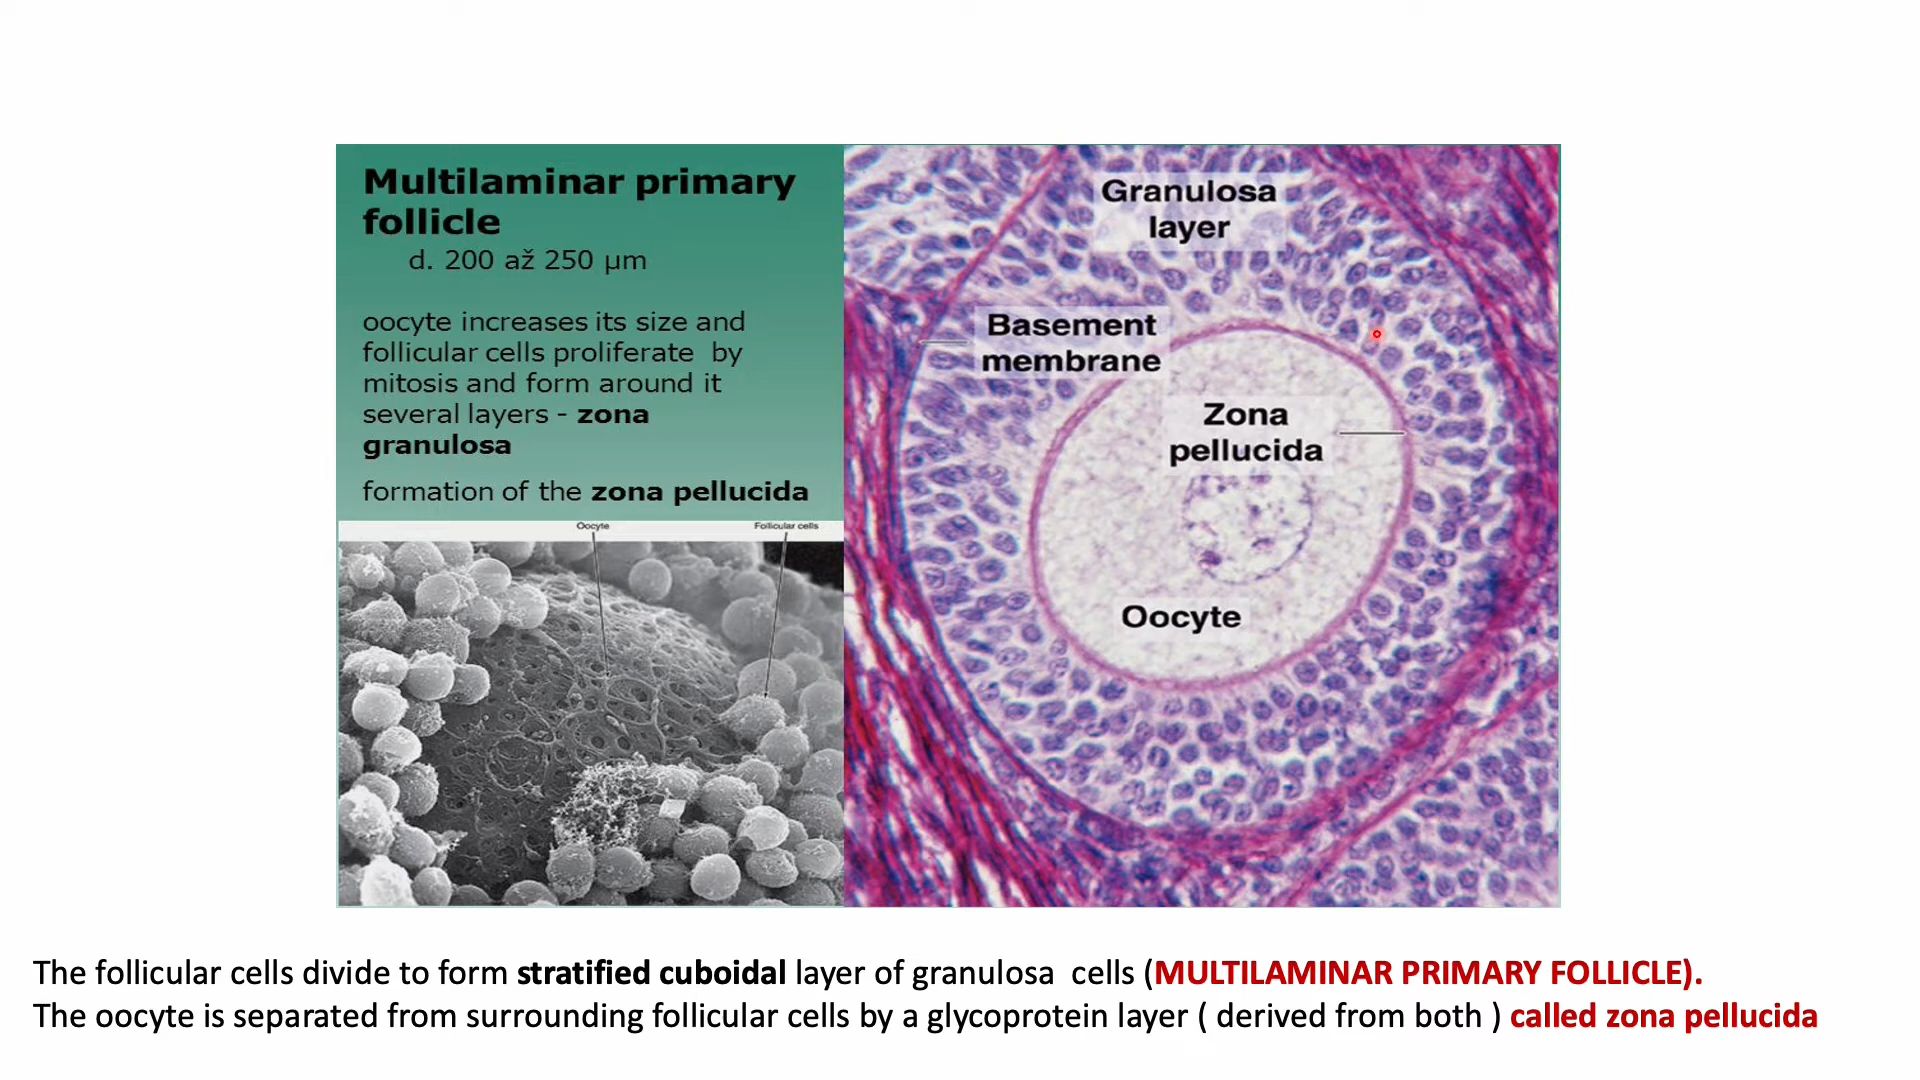 Multilaminar primary
follicle
d. 200 až 250 µm
oocyte increases its size and
follicular cells proliferate by
mitosis and form around it
several layers - zona
granulosa
formation of the zona pellucida
Oocyte
Follicular cells
Granulosa
layer
Basement
membrane
Zona
pellucida
Oocyte
The follicular cells divide to form stratified cuboidal layer of granulosa cells (MULTILAMINAR PRIMARY FOLLICLE).
The oocyte is separated from surrounding follicular cells by a glycoprotein layer ( derived from both ) called zona pellucida